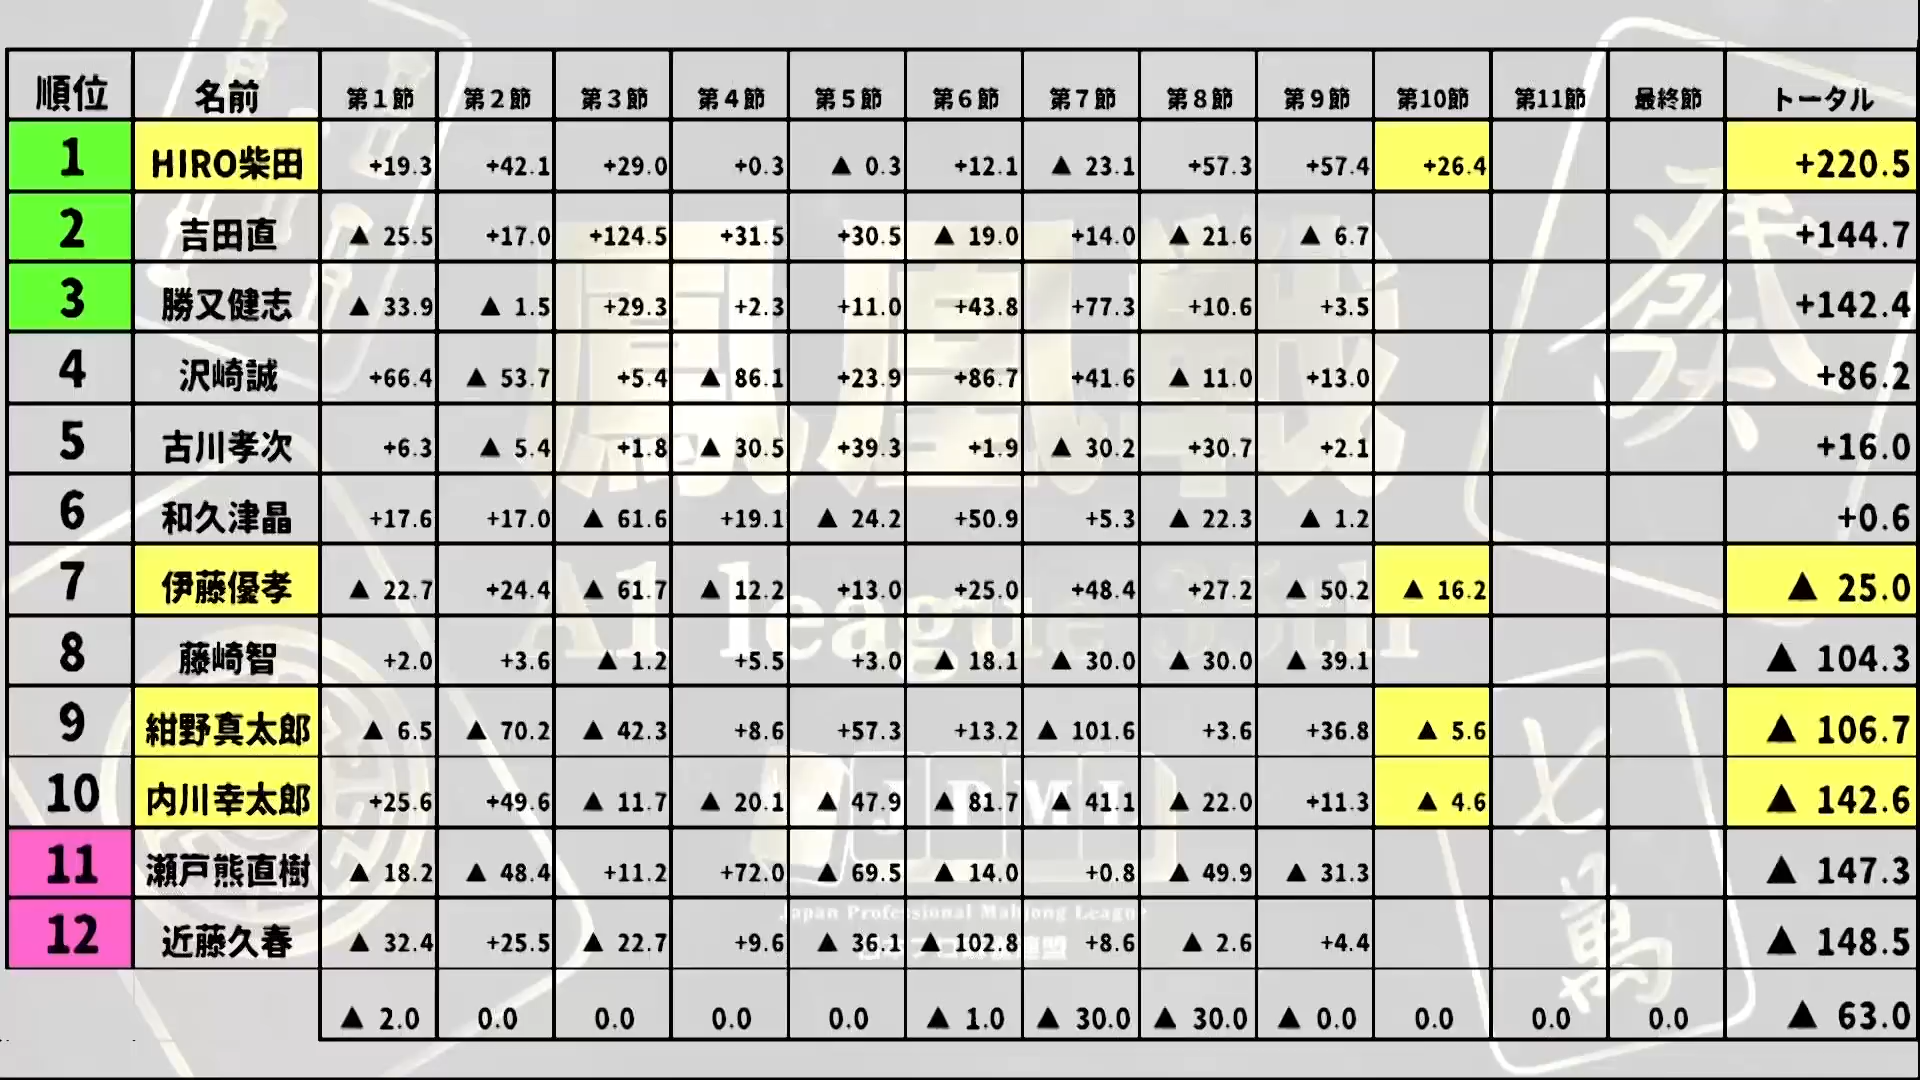 順位 名前 第1節 第2節 第3節 第4節 第5節 第6節 第7節 第8節 第9節 第10節 第11節 最終節 トータル
1 HIRO柴田 +19.3 +42.1 +29.0 +0.3 ▲ 0.3 +12.1 ▲ 23.1 +57.3 +57.4 +26.4 +220.5
2 吉田直 ▲ 25.5 +17.0 +124.5 +31.5 +30.5 ▲ 19.0 +14.0 ▲ 21.6 ▲ 6.7 +144.7
3 勝又健志 ▲ 33.9 ▲ 1.5 +29.3 +2.3 +11.0 +43.8 +77.3 +10.6 +3.5 +142.4
4 沢崎誠 +66.4 ▲ 53.7 +5.4 ▲ 86.1 +23.9 +86.7 +41.6 ▲ 11.0 +13.0 +86.2
5 古川孝次 +6.3 ▲ 5.4 +1.8 ▲ 30.5 +39.3 +1.9 ▲ 30.2 +30.7 +2.1 +16.0
6 和久津晶 +17.6 +17.0 ▲ 61.6 +19.1 ▲ 24.2 +50.9 +5.3 ▲ 22.3 ▲ 1.2 +0.6
7 伊藤優孝 ▲ 22.7 +24.4 ▲ 61.7 ▲ 12.2 +13.0 +25.0 +48.4 +27.2 ▲ 50.2 ▲ 16.2 ▲ 25.0
8 藤崎智 +2.0 +3.6 ▲ 1.2 +5.5 +3.0 ▲ 18.1 ▲ 30.0 ▲ 30.0 ▲ 39.1 ▲ 104.3
9 紺野真太郎 ▲ 6.5 ▲ 70.2 ▲ 42.3 +8.6 +57.3 +13.2 ▲ 101.6 +3.6 +36.8 ▲ 5.6 ▲ 106.7
10 内川幸太郎 +25.6 +49.6 ▲ 11.7 ▲ 20.1 ▲ 47.9 ▲ 81.7 ▲ 41.1 ▲ 22.0 +11.3 ▲ 4.6 ▲ 142.6
11 瀬戸熊直樹 ▲ 18.2 ▲ 48.4 +11.2 +72.0 ▲ 69.5 ▲ 14.0 +0.8 ▲ 49.9 ▲ 31.3 ▲ 147.3
12 近藤久春 ▲ 32.4 +25.5 ▲ 22.7 +9.6 ▲ 36.1 ▲ 102.8 +8.6 ▲ 2.6 +4.4 ▲ 148.5
▲ 2.0 0.0 0.0 0.0 0.0 ▲ 1.0 ▲ 30.0 ▲ 30.0 ▲ 0.0 0.0 0.0 0.0 ▲ 63.0
鳳凰戦
A1 league 35th
JPML
Japan Professional Mahjong League
發
七萬